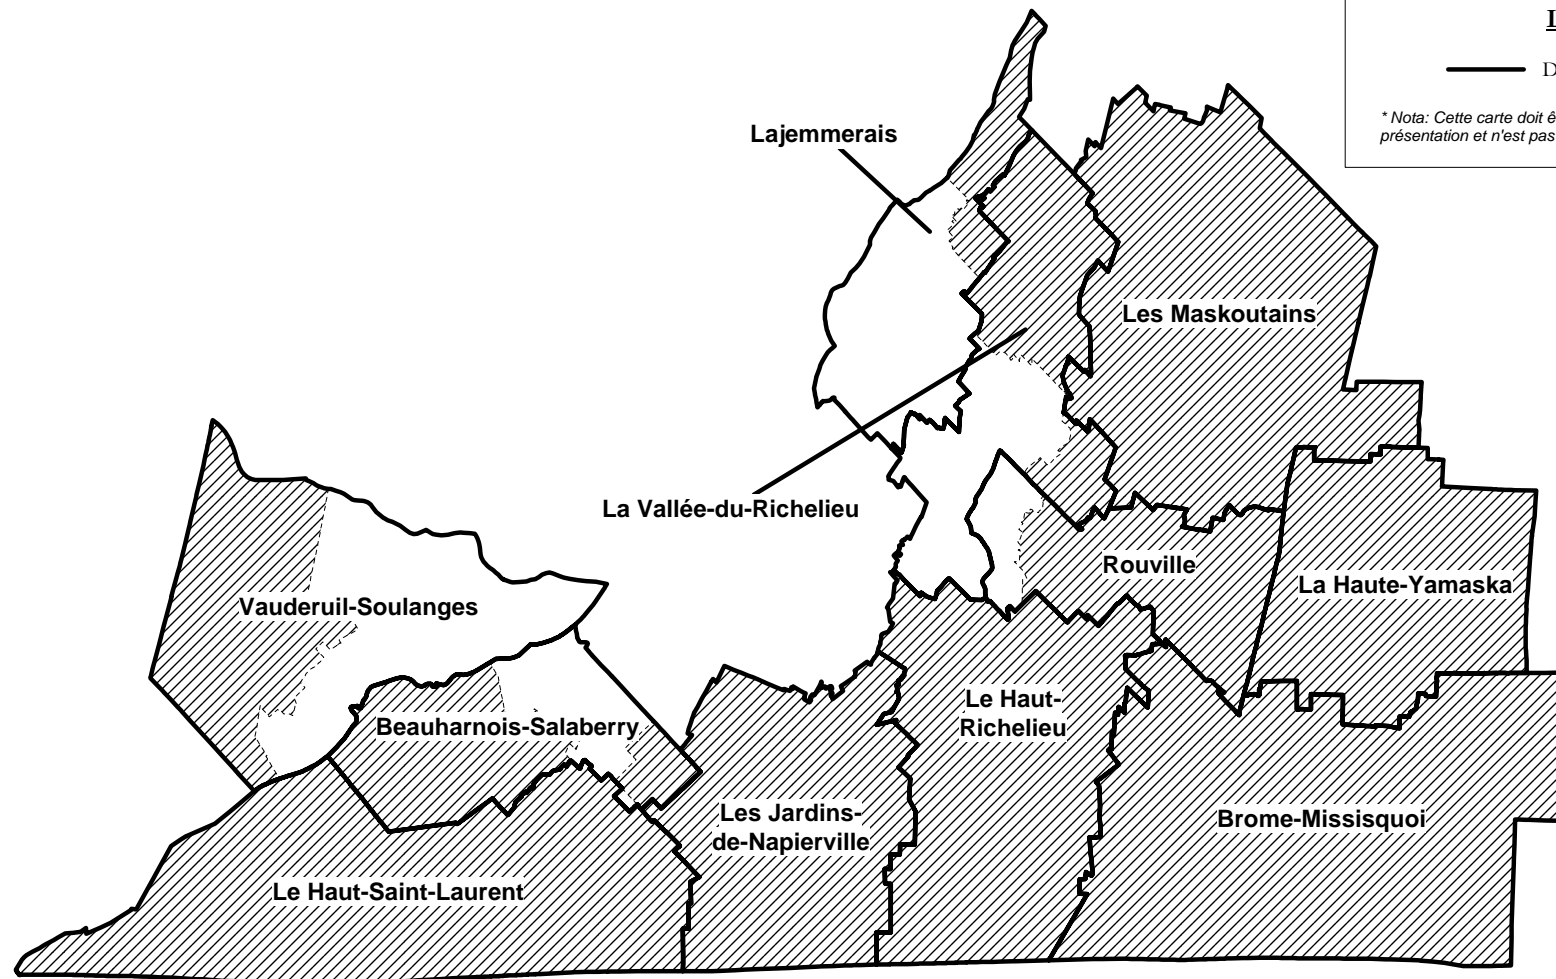 * Nota: Cette carte doit
présentation et n'est pas
Lajemmerais
Les Maskoutains
La Vallée-du-Richelieu
Rouville
La Haute-Yamaska
Vauderuil-Soulanges
Le Haut-
Richelieu
Beauharnois-Salaberry
Les Jardins-
de-Napierville
Brome-Missisquoi
Le Haut-Saint-Laurent